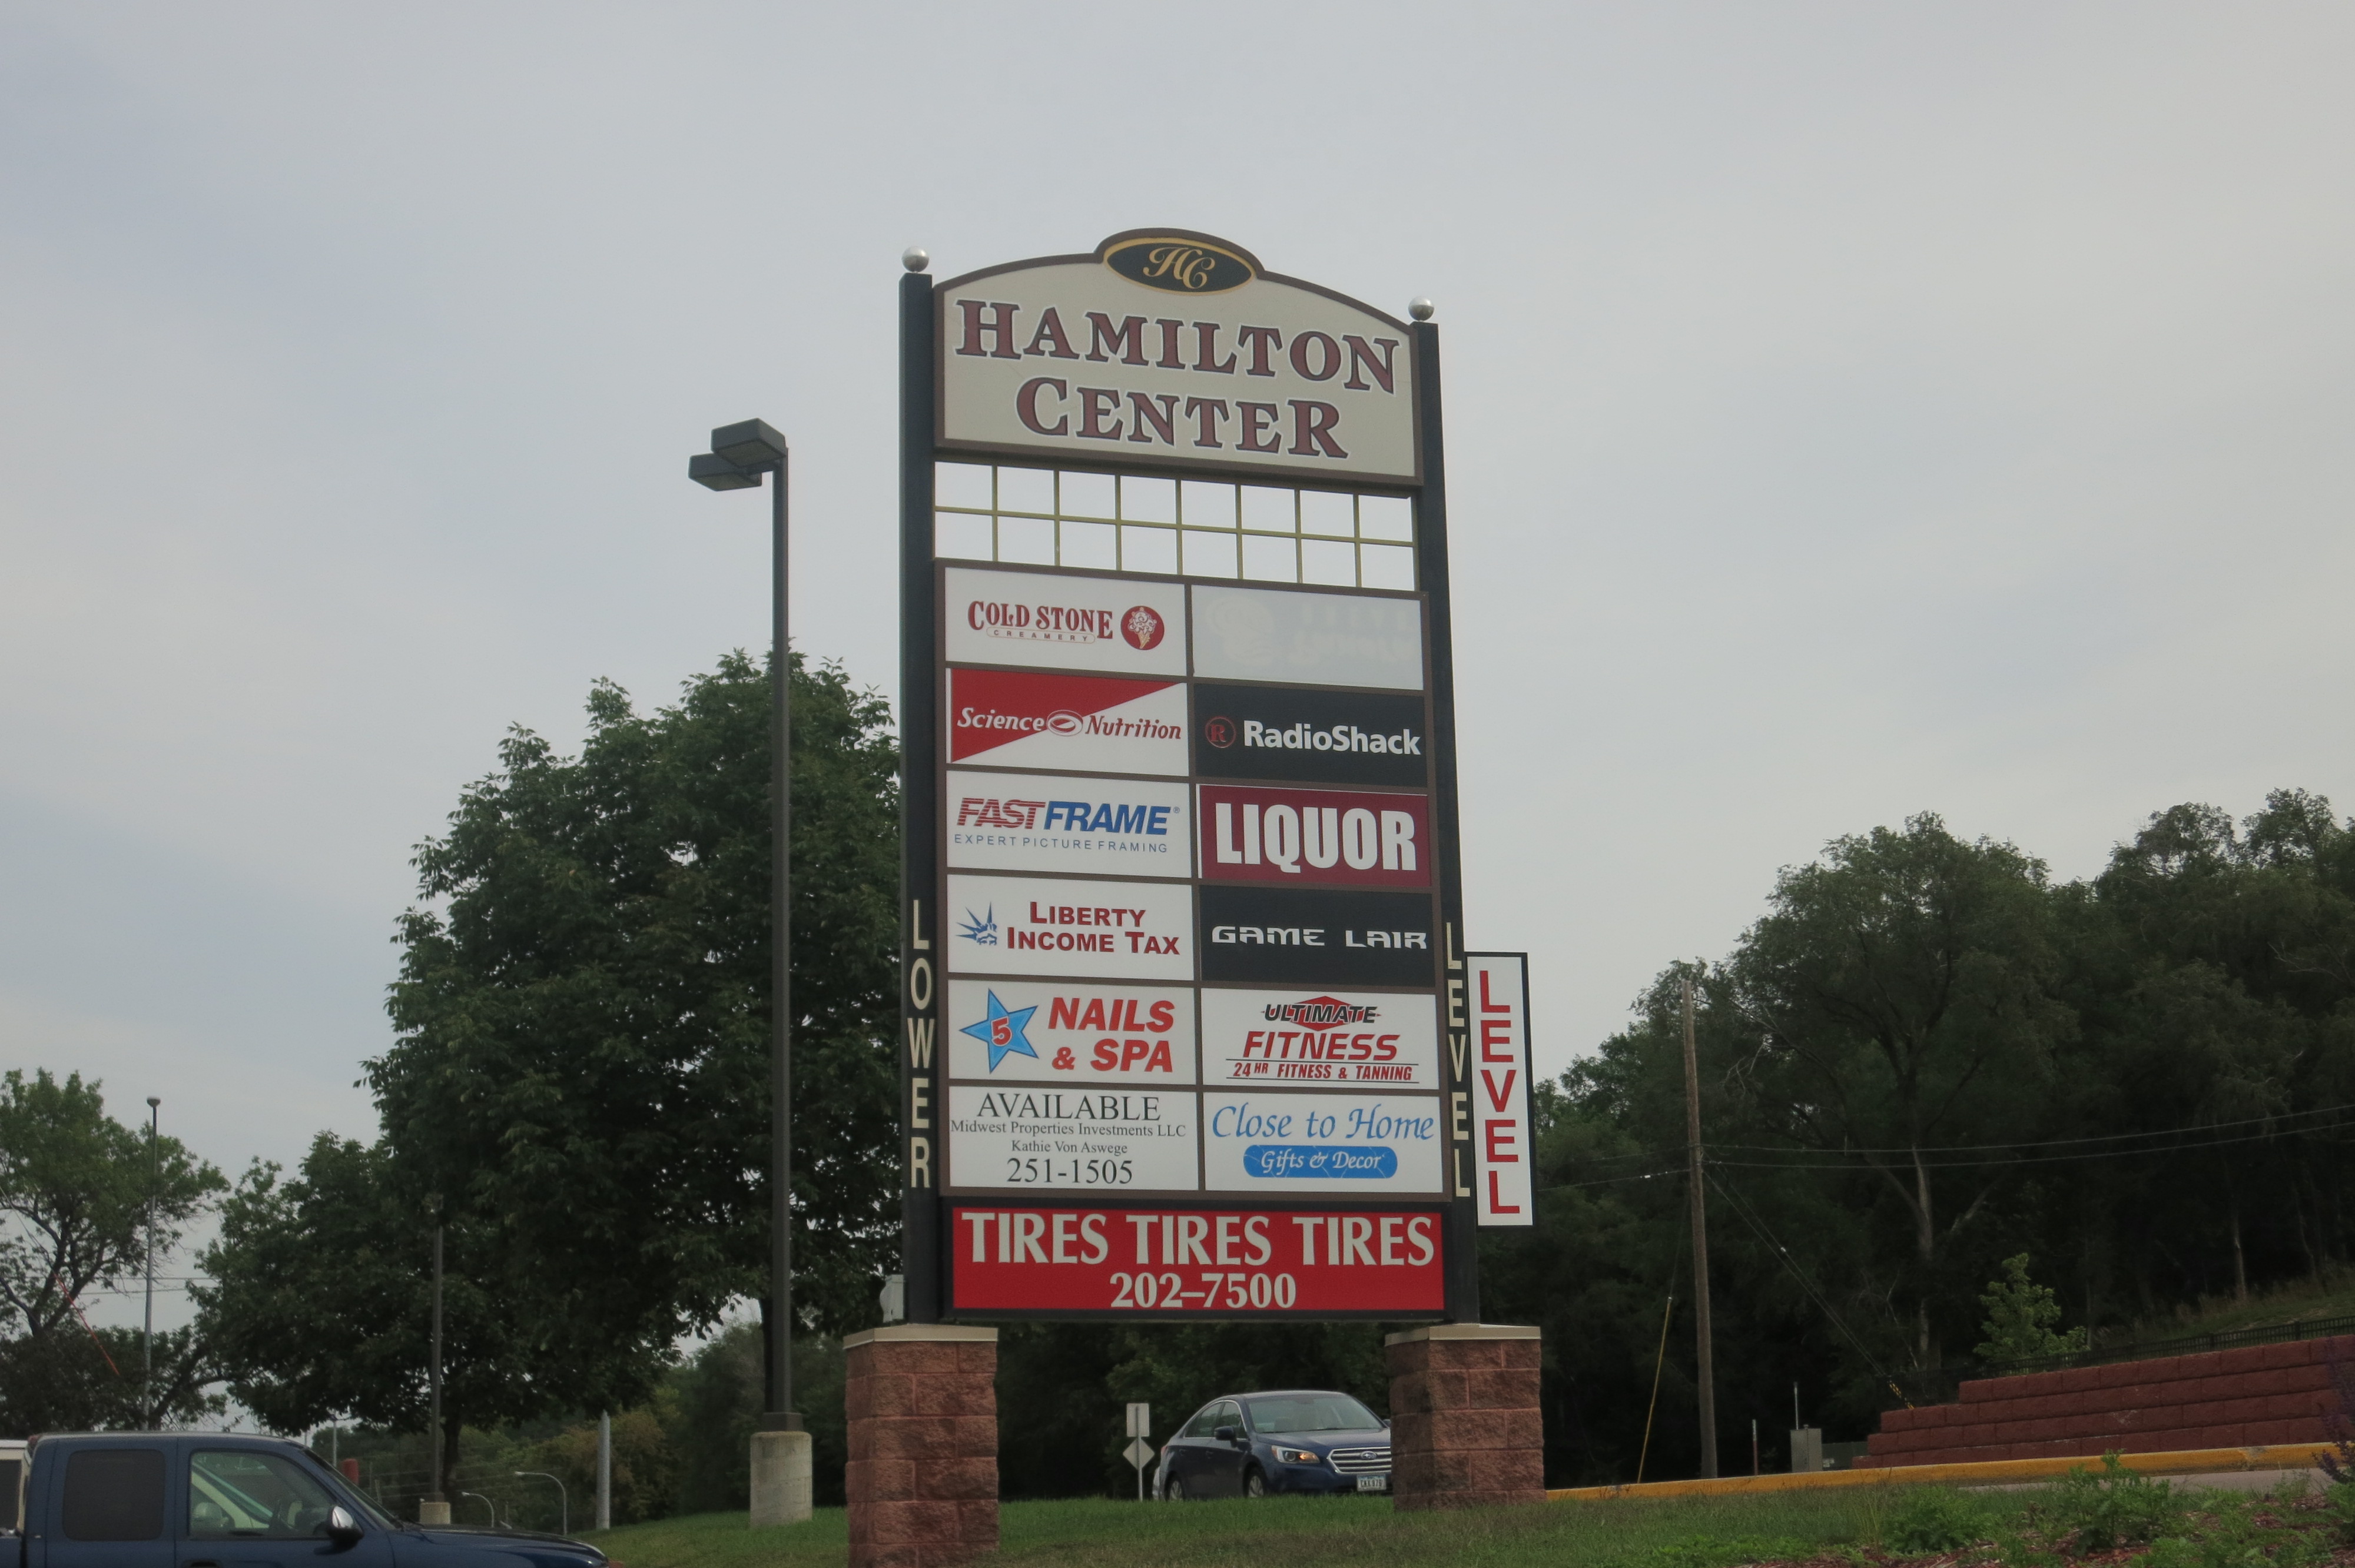 HC
HAMILTON
CENTER
COLD STONE
CREAMERY
Science Nutrition
R RadioShack
FASTFRAME®
EXPERT PICTURE FRAMING
LIQUOR
LIBERTY
INCOME TAX
GAME LAIR
5 NAILS
& SPA
ULTIMATE
FITNESS
24 HR FITNESS & TANNING
AVAILABLE
Midwest Properties Investments LLC
Kathie Von Aswege
251-1505
Close to Home
Gifts & Decor
TIRES TIRES TIRES
202-7500
LOWER
LEVEL
LEVEL